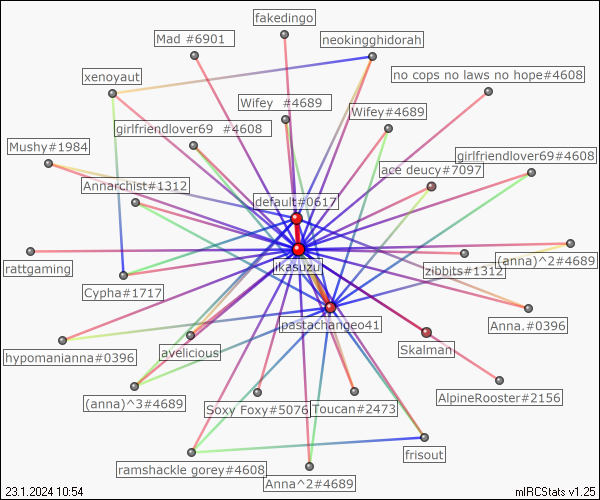 fakedingo
Mad #6901
neokingghidorah
xenoyaut
no cops no laws no hope#4608
Wifey #4689
Wifey#4689
girlfriendlover69 #4608
Mushy#1984
girlfriendlover69#4608
ace deucy#7097
Annarchist#1312
default#0617
(anna)^2#4689
rattgaming
ikasuzu
zibbits#1312
Cypha#1717
Anna.#0396
jpastachangeo41
Skalman
hypomanianna#0396
avelicious
AlpineRooster#2156
(anna)^3#4689
Soxy Foxy#5076
Toucan#2473
frisout
ramshackle gorey#4608
Anna^2#4689
23.1.2024 10:54
mIRCStats v1.25